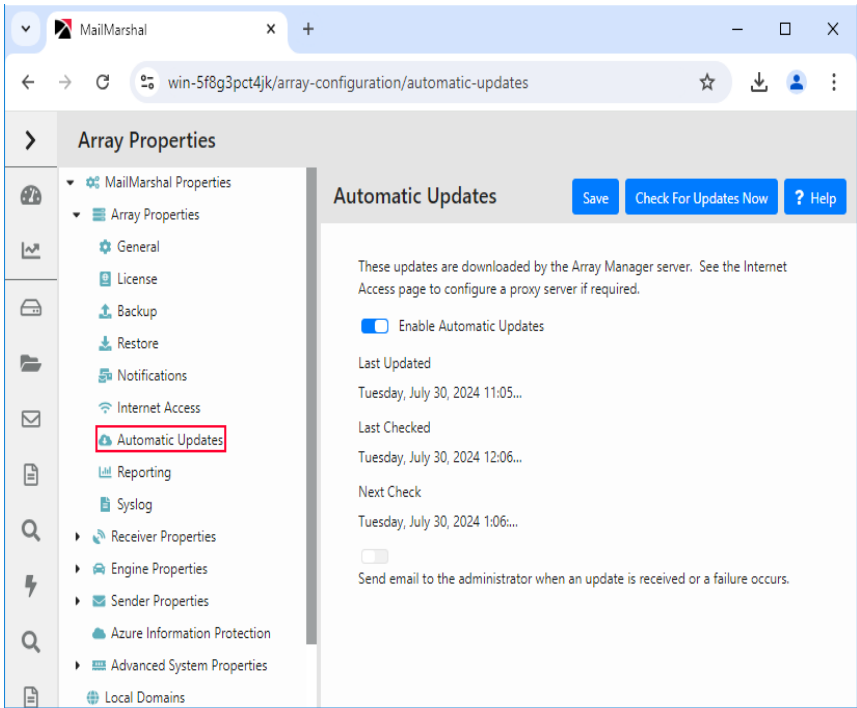 MailMarshal
win-5f8g3pct4jk/array-configuration/automatic-updates
Array Properties
MailMarshal Properties
Array Properties
General
License
Backup
Restore
Notifications
Internet Access
Automatic Updates
Reporting
Syslog
Receiver Properties
Engine Properties
Sender Properties
Azure Information Protection
Advanced System Properties
Local Domains
Automatic Updates
Save
Check For Updates Now
? Help
These updates are downloaded by the Array Manager server. See the Internet
Access page to configure a proxy server if required.
Enable Automatic Updates
Last Updated
Tuesday, July 30, 2024 11:05...
Last Checked
Tuesday, July 30, 2024 12:06...
Next Check
Tuesday, July 30, 2024 1:06:...
Send email to the administrator when an update is received or a failure occurs.